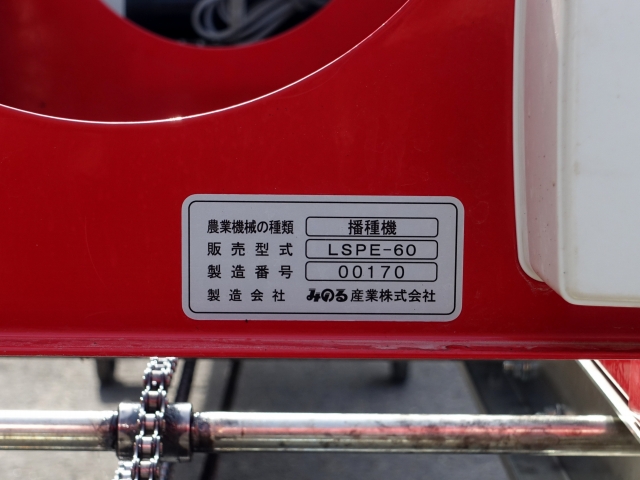 農業機械の種類 播種機
販売型式 LSPE-60
製造番号 00170
製造会社 みのる産業株式会社